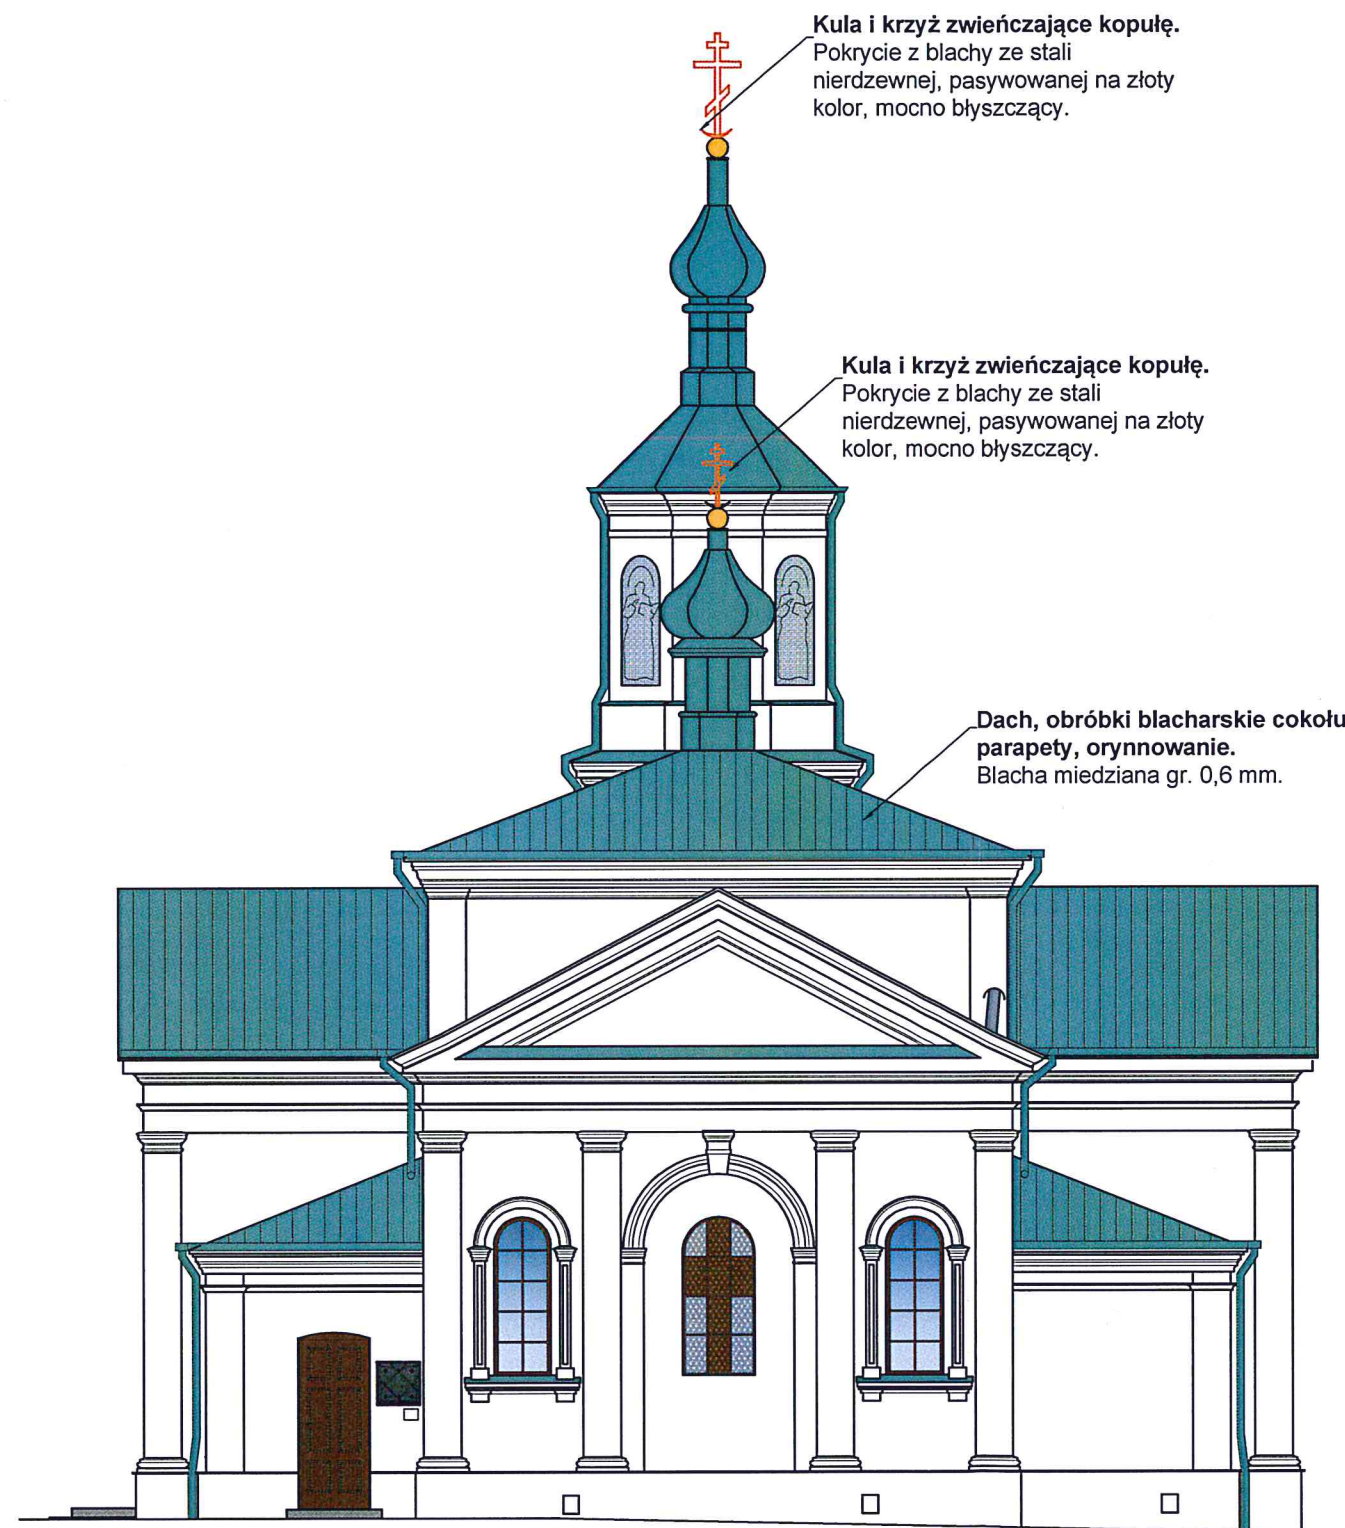 Kula i krzyż zwieńczające kopułę.
Pokrycie z blachy ze stali
nierdzewnej, pasywowanej na złoty
kolor, mocno błyszczący.
Kula i krzyż zwieńczające kopułę.
Pokrycie z blachy ze stali
nierdzewnej, pasywowanej na złoty
kolor, mocno błyszczący.
Dach, obróbki blacharskie cokołu
parapety, orynnowanie.
Blacha miedziana gr. 0,6 mm.